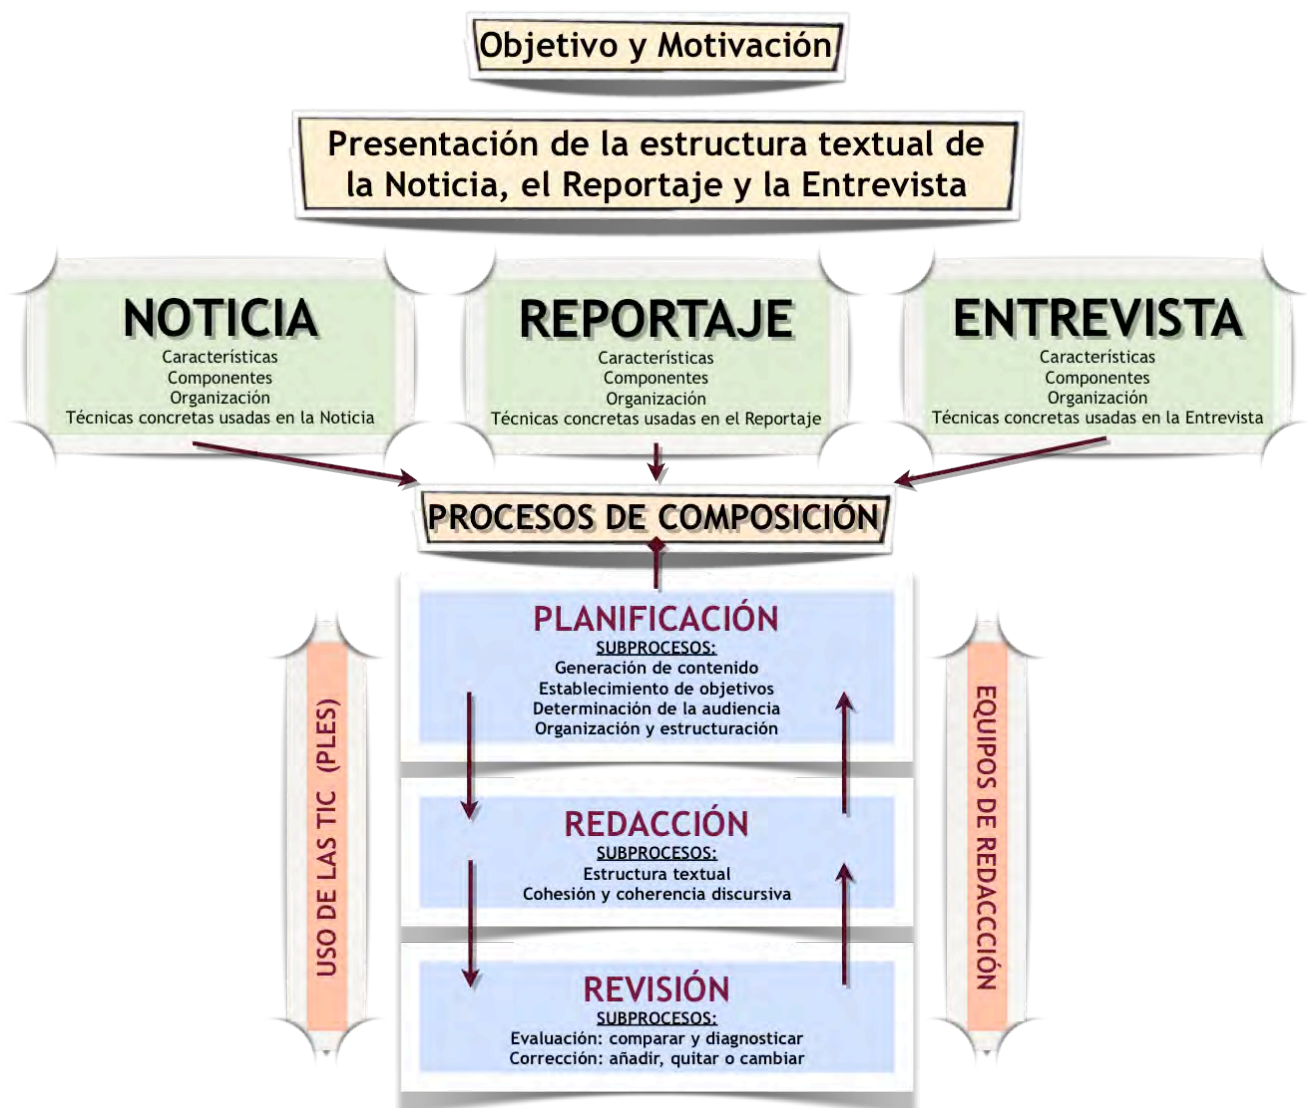 Objetivo y Motivación
Presentación de la estructura textual de
la Noticia, el Reportaje y la Entrevista
NOTICIA
Características
Componentes
Organización
Técnicas concretas usadas en la Noticia
REPORTAJE
Características
Componentes
Organización
Técnicas concretas usadas en el Reportaje
ENTREVISTA
Características
Componentes
Organización
Técnicas concretas usadas en la Entrevista
PROCESOS DE COMPOSICIÓN
USO DE LAS TIC (PLES)
PLANIFICACIÓN
SUBPROCESOS:
Generación de contenido
Establecimiento de objetivos
Determinación de la audiencia
Organización y estructuración
REDACCIÓN
SUBPROCESOS:
Estructura textual
Cohesión y coherencia discursiva
REVISIÓN
SUBPROCESOS:
Evaluación: comparar y diagnosticar
Corrección: añadir, quitar o cambiar
EQUIPOS DE REDACCCIÓN